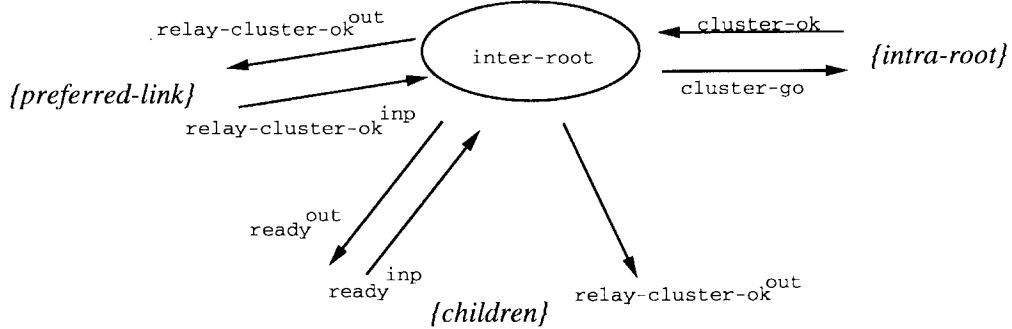 relay-cluster-ok^out
cluster-ok
inter-root
{intra-root}
{preferred-link}
cluster-go
relay-cluster-ok^inp
ready^out
ready^inp
relay-cluster-ok^out
{children}